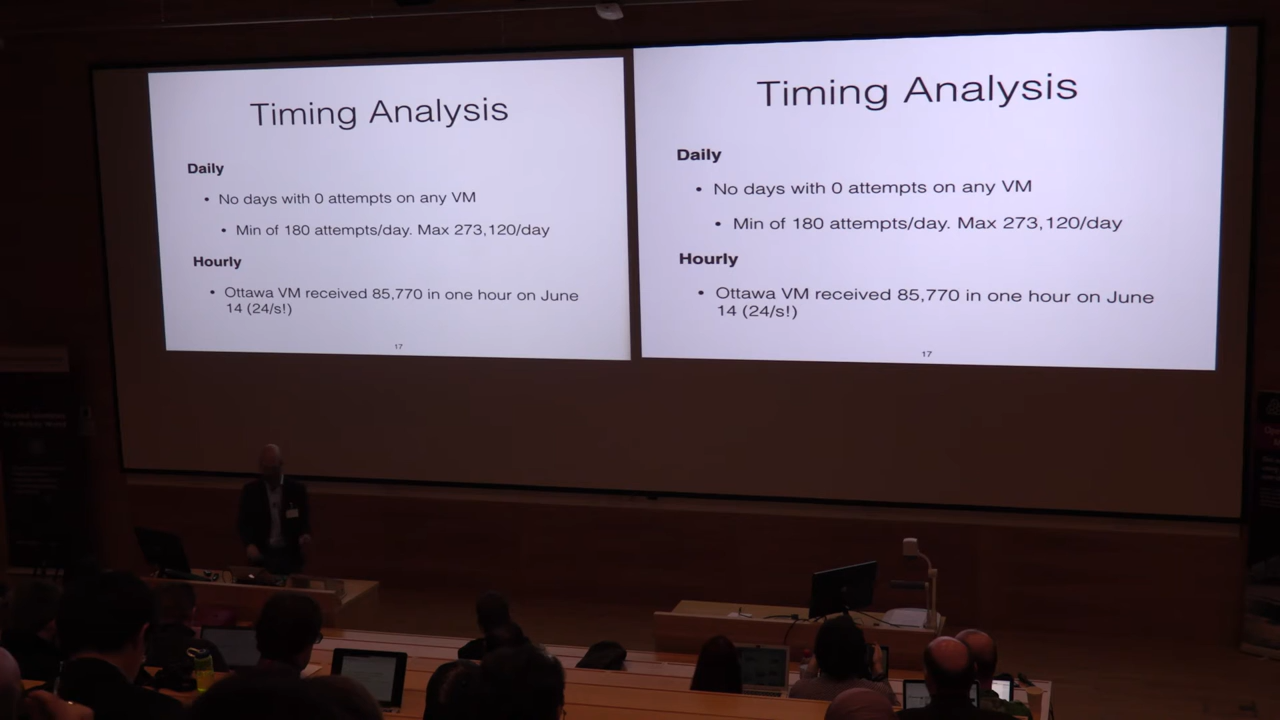 Timing Analysis
Daily
• No days with 0 attempts on any VM
• Min of 180 attempts/day. Max 273,120/day
Hourly
• Ottawa VM received 85,770 in one hour on June
14 (24/s!)
17
Timing Analysis
Daily
• No days with 0 attempts on any VM
• Min of 180 attempts/day. Max 273,120/day
Hourly
• Ottawa VM received 85,770 in one hour on June
14 (24/s!)
17